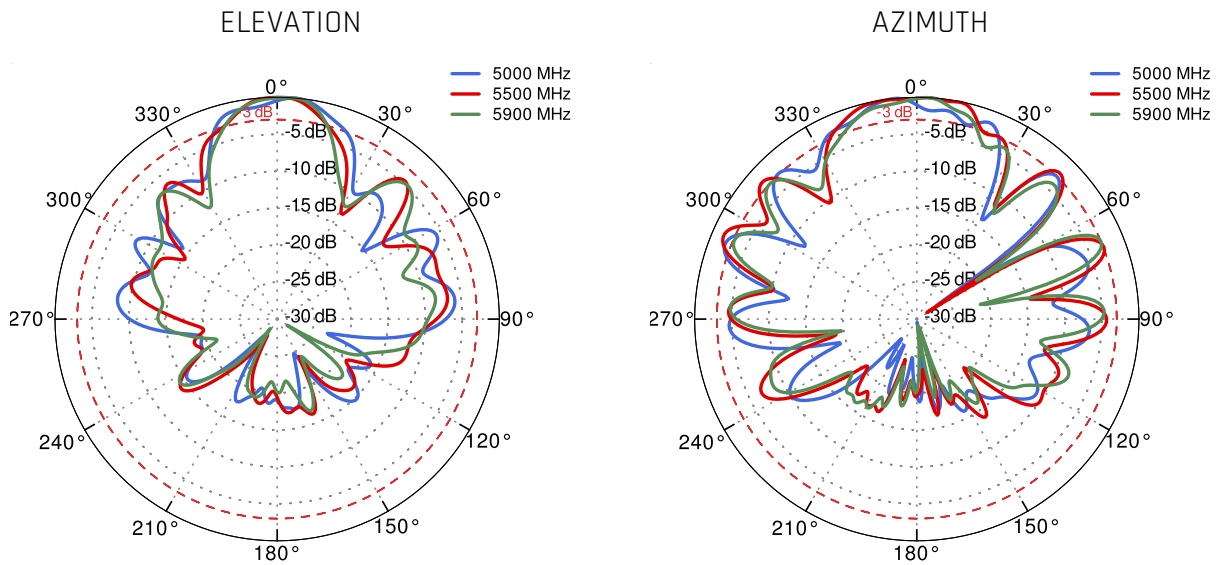 ELEVATION
5000 MHz
5500 MHz
5900 MHz
0°
30°
60°
90°
120°
150°
180°
210°
240°
270°
300°
330°
-3 dB
-5 dB
-10 dB
-15 dB
-20 dB
-25 dB
-30 dB
AZIMUTH
5000 MHz
5500 MHz
5900 MHz
0°
30°
60°
90°
120°
150°
180°
210°
240°
270°
300°
330°
-3 dB
-5 dB
-10 dB
-15 dB
-20 dB
-25 dB
-30 dB